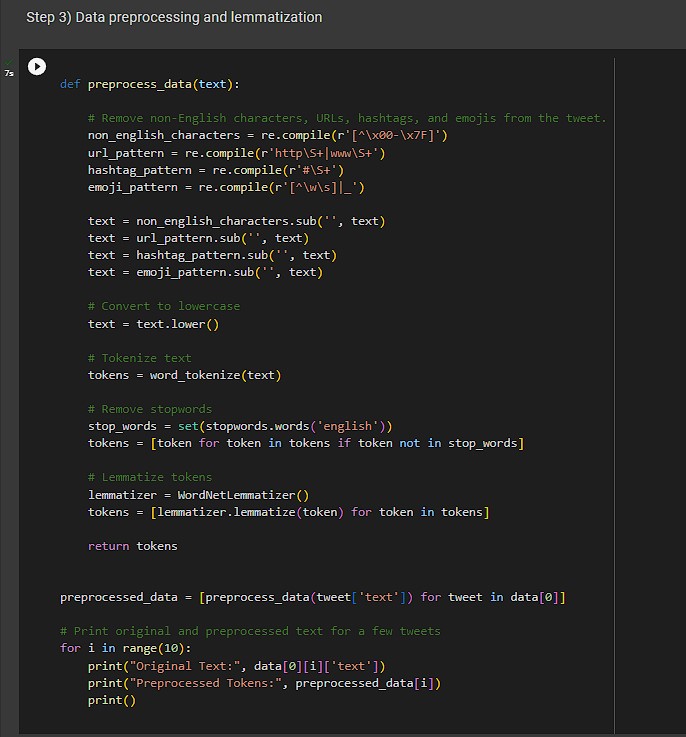 Step 3) Data preprocessing and lemmatization
7s
def preprocess_data(text):
# Remove non-English characters, URLs, hashtags, and emojis from the tweet.
non_english_characters = re.compile(r'[^\x00-\x7F]')
url_pattern = re.compile(r'http\S+|www\S+')
hashtag_pattern = re.compile(r'#\S+')
emoji_pattern = re.compile(r'[^\w\s]|_')
text = non_english_characters.sub('', text)
text = url_pattern.sub('', text)
text = hashtag_pattern.sub('', text)
text = emoji_pattern.sub('', text)
# Convert to lowercase
text = text.lower()
# Tokenize text
tokens = word_tokenize(text)
# Remove stopwords
stop_words = set(stopwords.words('english'))
tokens = [token for token in tokens if token not in stop_words]
# Lemmatize tokens
lemmatizer = WordNetLemmatizer()
tokens = [lemmatizer.lemmatize(token) for token in tokens]
return tokens
preprocessed_data = [preprocess_data(tweet['text']) for tweet in data[0]]
# Print original and preprocessed text for a few tweets
for i in range(10):
print("Original Text:", data[0][i]['text'])
print("Preprocessed Tokens:", preprocessed_data[i])
print()